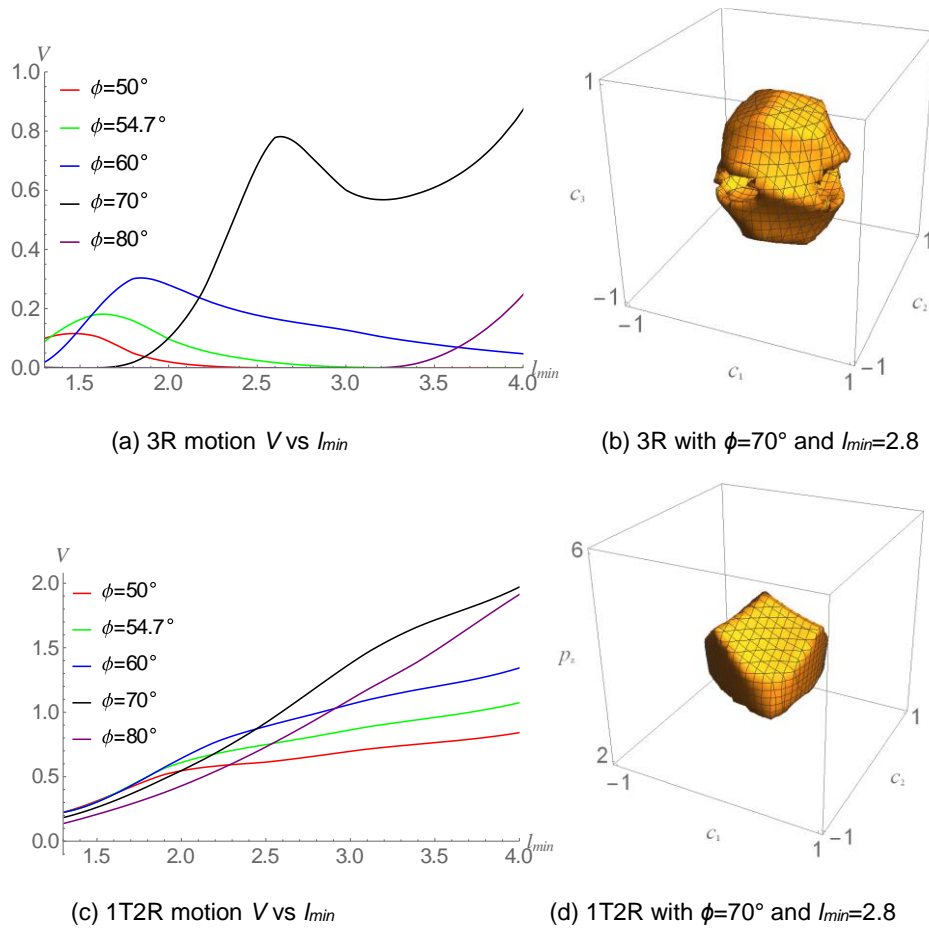 V
1.0
0.8
0.6
0.4
0.2
0.0
ϕ=50°
ϕ=54.7°
ϕ=60°
ϕ=70°
ϕ=80°
1.5 2.0 2.5 3.0 3.5 4.0
lmin
1
c3
−1
−1
c1
1
−1
c2
1
(a) 3R motion V vs lmin
(b) 3R with ϕ=70° and lmin=2.8
V
2.0
1.5
1.0
0.5
0.0
ϕ=50°
ϕ=54.7°
ϕ=60°
ϕ=70°
ϕ=80°
1.5 2.0 2.5 3.0 3.5 4.0
lmin
6
pz
2
−1
c1
1
−1
c2
1
(c) 1T2R motion V vs lmin
(d) 1T2R with ϕ=70° and lmin=2.8